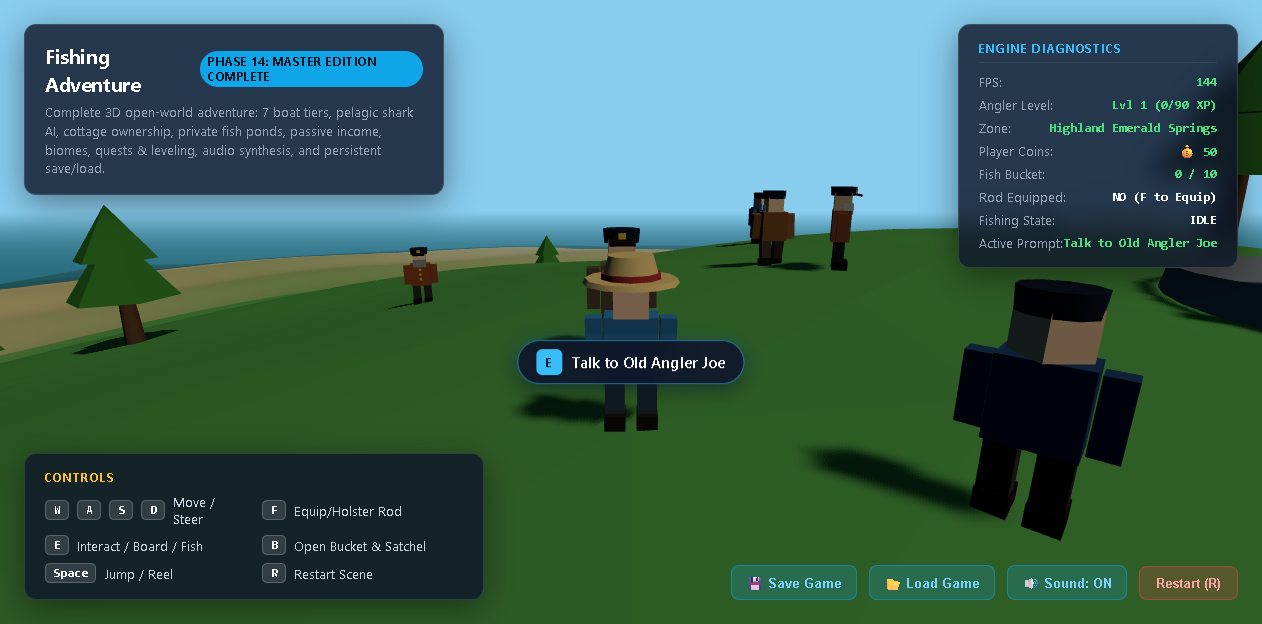 Fishing
Adventure
PHASE 14: MASTER EDITION
COMPLETE
Complete 3D open-world adventure: 7 boat tiers, pelagic shark
AI, cottage ownership, private fish ponds, passive income,
biomes, quests & leveling, audio synthesis, and persistent
save/load.
ENGINE DIAGNOSTICS
FPS: 144
Angler Level: Lvl 1 (0/90 XP)
Zone: Highland Emerald Springs
Player Coins: 💰 50
Fish Bucket: 0 / 10
Rod Equipped: NO (F to Equip)
Fishing State: IDLE
Active Prompt: Talk to Old Angler Joe
E Talk to Old Angler Joe
CONTROLS
W A S D Move /
Steer
F Equip/Holster Rod
E Interact / Board / Fish
B Open Bucket & Satchel
Space Jump / Reel
R Restart Scene
💾 Save Game
📂 Load Game
🔊 Sound: ON
Restart (R)